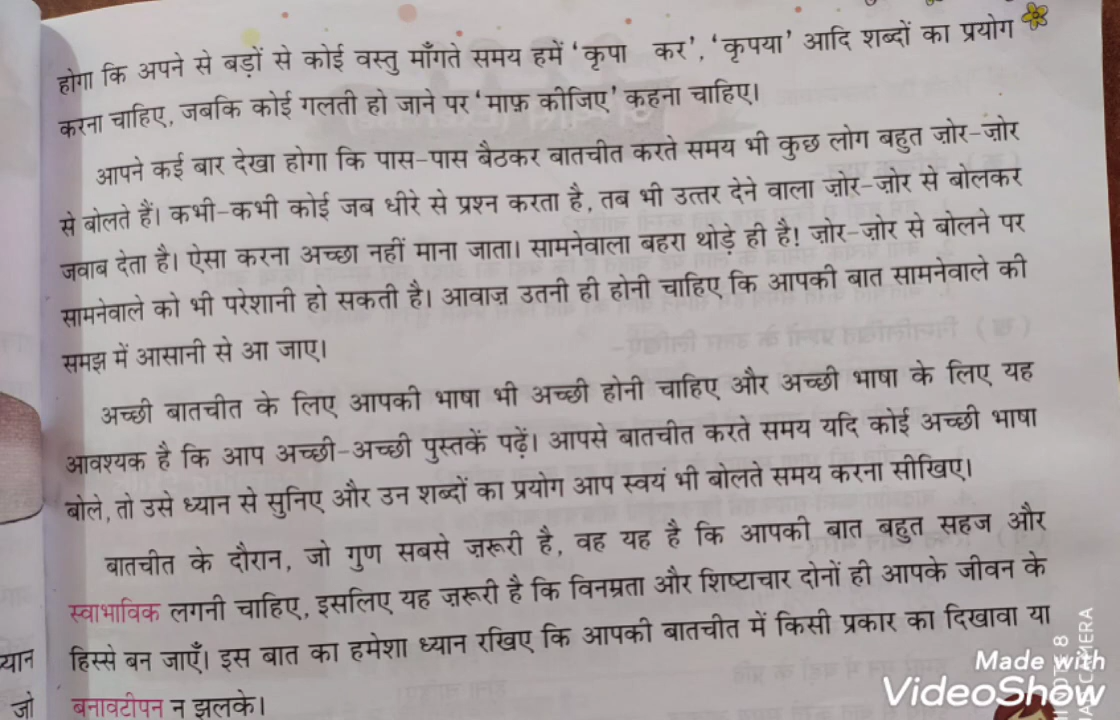 होगा कि अपने से बड़ों से कोई वस्तु माँगते समय हमें 'कृपा कर', 'कृपया' आदि शब्दों का प्रयोग
करना चाहिए, जबकि कोई गलती हो जाने पर 'माफ़ कीजिए' कहना चाहिए।
आपने कई बार देखा होगा कि पास-पास बैठकर बातचीत करते समय भी कुछ लोग बहुत ज़ोर-ज़ोर
से बोलते हैं। कभी-कभी कोई जब धीरे से प्रश्न करता है, तब भी उत्तर देने वाला ज़ोर-ज़ोर से बोलकर
जवाब देता है। ऐसा करना अच्छा नहीं माना जाता। सामनेवाला बहरा थोड़े ही है! ज़ोर-ज़ोर से बोलने पर
सामनेवाले को भी परेशानी हो सकती है। आवाज़ उतनी ही होनी चाहिए कि आपकी बात सामनेवाले की
समझ में आसानी से आ जाए।
अच्छी बातचीत के लिए आपकी भाषा भी अच्छी होनी चाहिए और अच्छी भाषा के लिए यह
आवश्यक है कि आप अच्छी-अच्छी पुस्तकें पढ़ें। आपसे बातचीत करते समय यदि कोई अच्छी भाषा
बोले, तो उसे ध्यान से सुनिए और उन शब्दों का प्रयोग आप स्वयं भी बोलते समय करना सीखिए।
बातचीत के दौरान, जो गुण सबसे ज़रूरी है, वह यह है कि आपकी बात बहुत सहज और
स्वाभाविक लगनी चाहिए, इसलिए यह ज़रूरी है कि विनम्रता और शिष्टाचार दोनों ही आपके जीवन के
हिस्से बन जाएँ। इस बात का हमेशा ध्यान रखिए कि आपकी बातचीत में किसी प्रकार का दिखावा या
बनावटीपन न झलके।
यान
जो
Made with
VideoShow